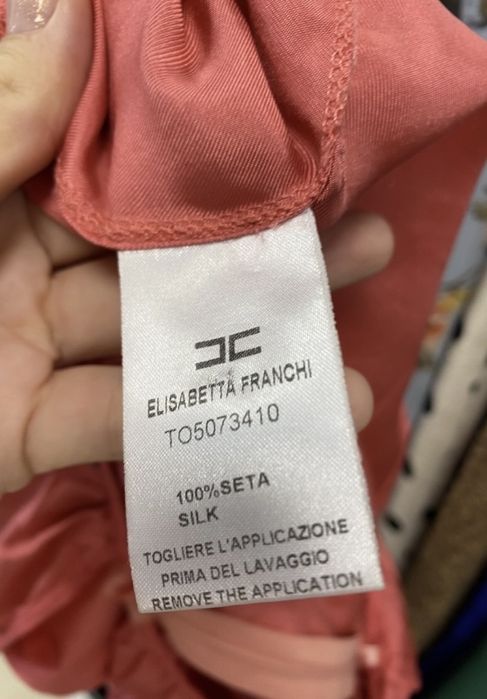 ELISABETTA FRANCHI
TO5073410
100%SETA
SILK
TOGLIERE L'APPLICAZIONE
PRIMA DEL LAVAGGIO
REMOVE THE APPLICATION